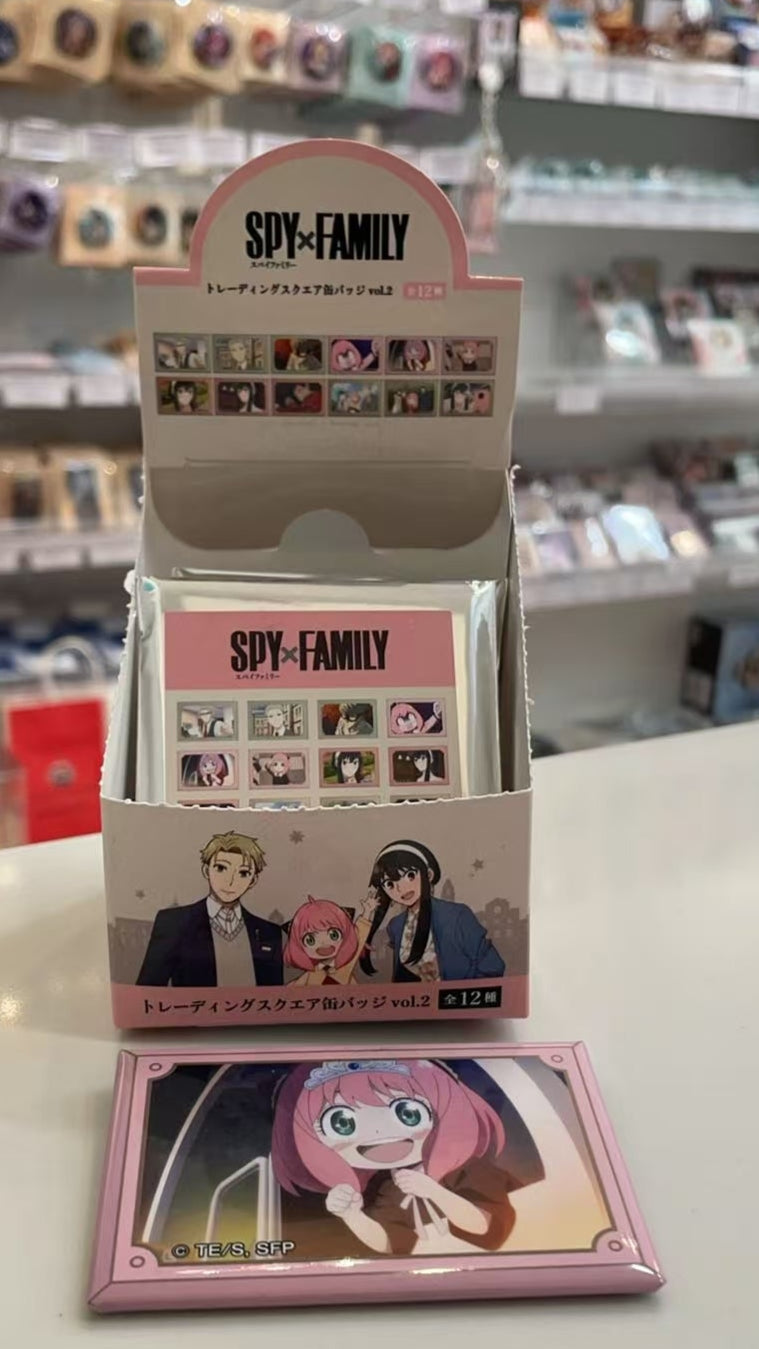 SPY×FAMILY
スパイファミリー
トレーディングスクエア缶バッジ vol.2 全12種
SPY×FAMILY
スパイファミリー
トレーディングスクエア缶バッジ vol.2 全12種
© TE/S, SFP